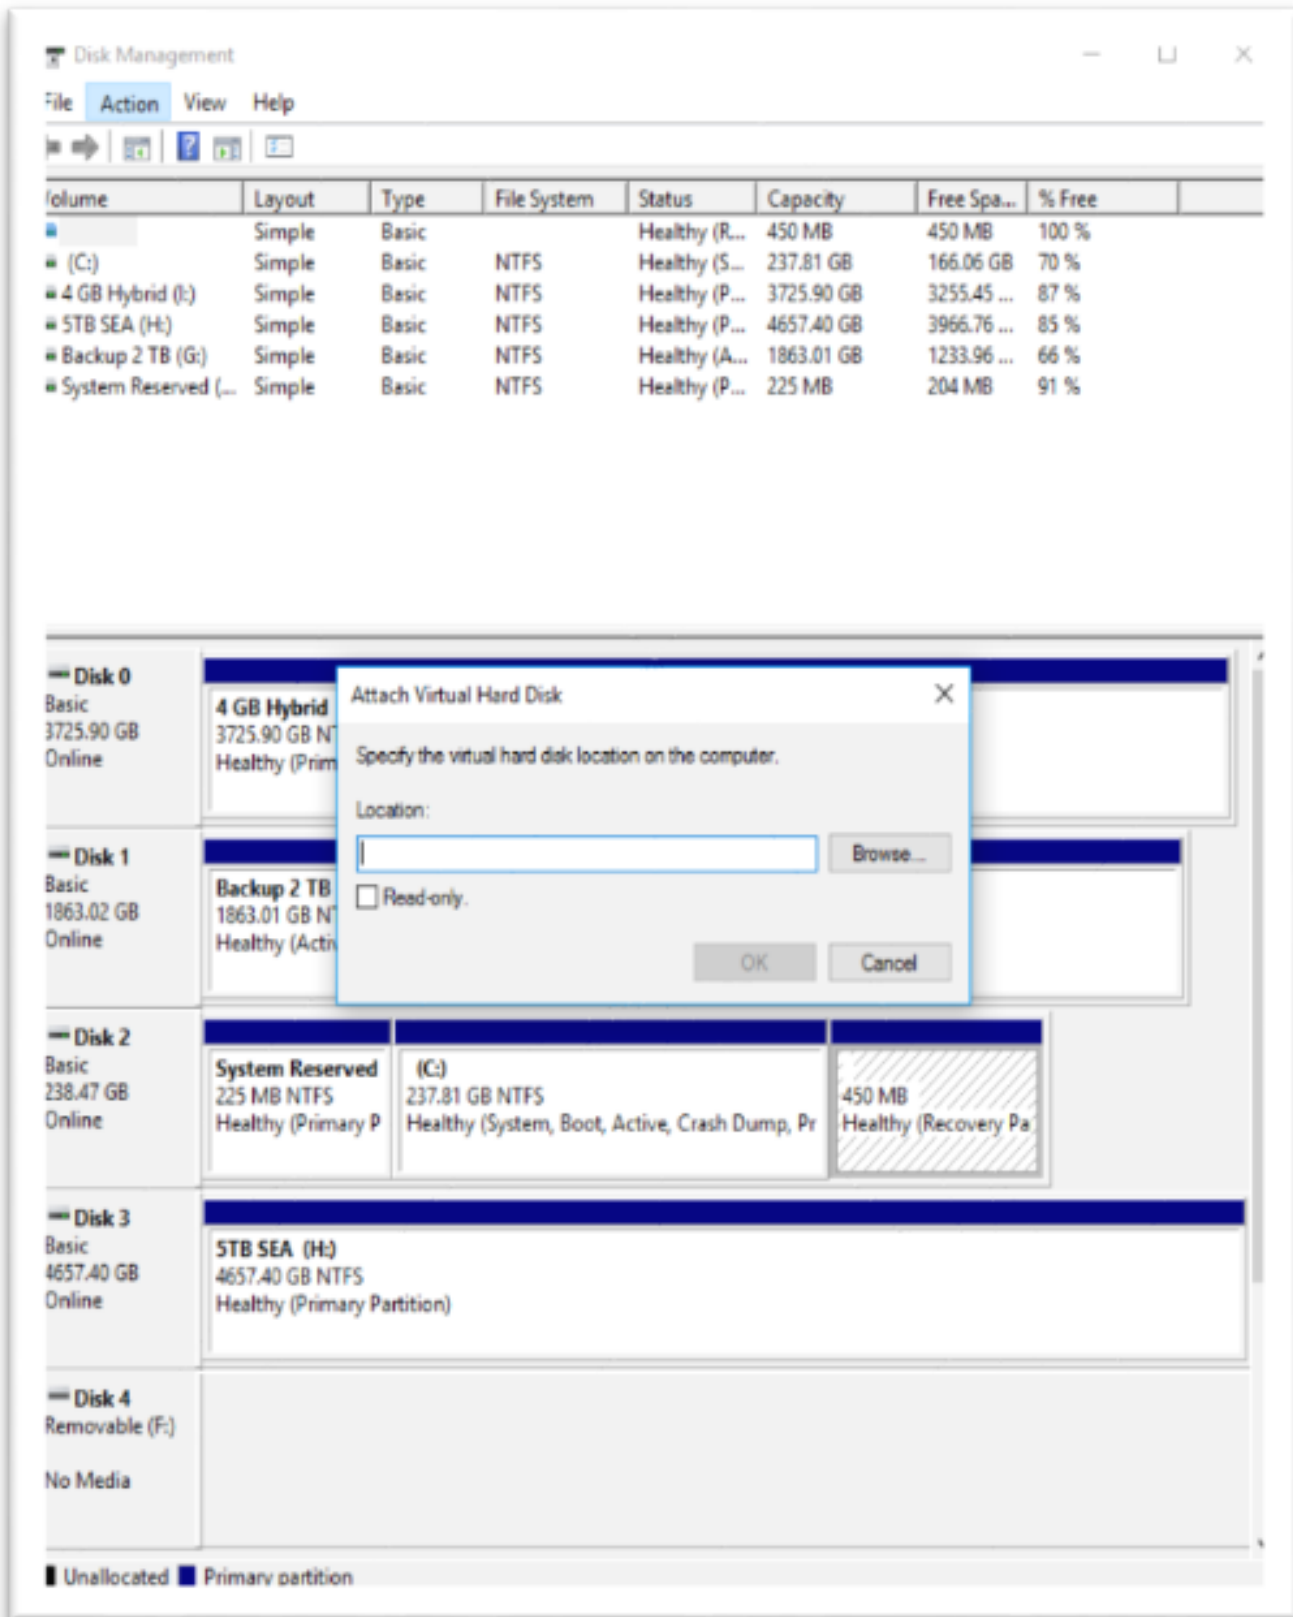 Disk Management
File Action View Help
Volume Layout Type File System Status Capacity Free Spa... % Free
Simple Basic Healthy (R... 450 MB 450 MB 100 %
(C:) Simple Basic NTFS Healthy (S... 237.81 GB 166.06 GB 70 %
4 GB Hybrid (I:) Simple Basic NTFS Healthy (P... 3725.90 GB 3255.45 ... 87 %
5TB SEA (H:) Simple Basic NTFS Healthy (P... 4657.40 GB 3966.76 ... 85 %
Backup 2 TB (G:) Simple Basic NTFS Healthy (A... 1863.01 GB 1233.96 ... 66 %
System Reserved (... Simple Basic NTFS Healthy (P... 225 MB 204 MB 91 %
Disk 0
Basic
3725.90 GB
Online
4 GB Hybrid
3725.90 GB NT
Healthy (Prim
Attach Virtual Hard Disk
Specify the virtual hard disk location on the computer.
Location:
Browse...
Read-only.
OK Cancel
Disk 1
Basic
1863.02 GB
Online
Backup 2 TB
1863.01 GB NT
Healthy (Activ
Disk 2
Basic
238.47 GB
Online
System Reserved
225 MB NTFS
Healthy (Primary P
(C:)
237.81 GB NTFS
Healthy (System, Boot, Active, Crash Dump, Pr
450 MB
Healthy (Recovery Pa
Disk 3
Basic
4657.40 GB
Online
5TB SEA (H:)
4657.40 GB NTFS
Healthy (Primary Partition)
Disk 4
Removable (F:)
No Media
Unallocated Primary partition